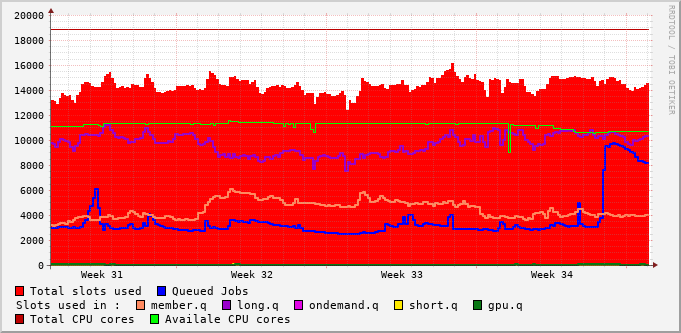 20000
18000
16000
14000
12000
10000
8000
6000
4000
2000
0
Week 31 Week 32 Week 33 Week 34
Total slots used Queued Jobs
Slots used in : member.q long.q ondemand.q short.q gpu.q
Total CPU cores Availale CPU cores
RRDTOOL / TOBI OETIKER